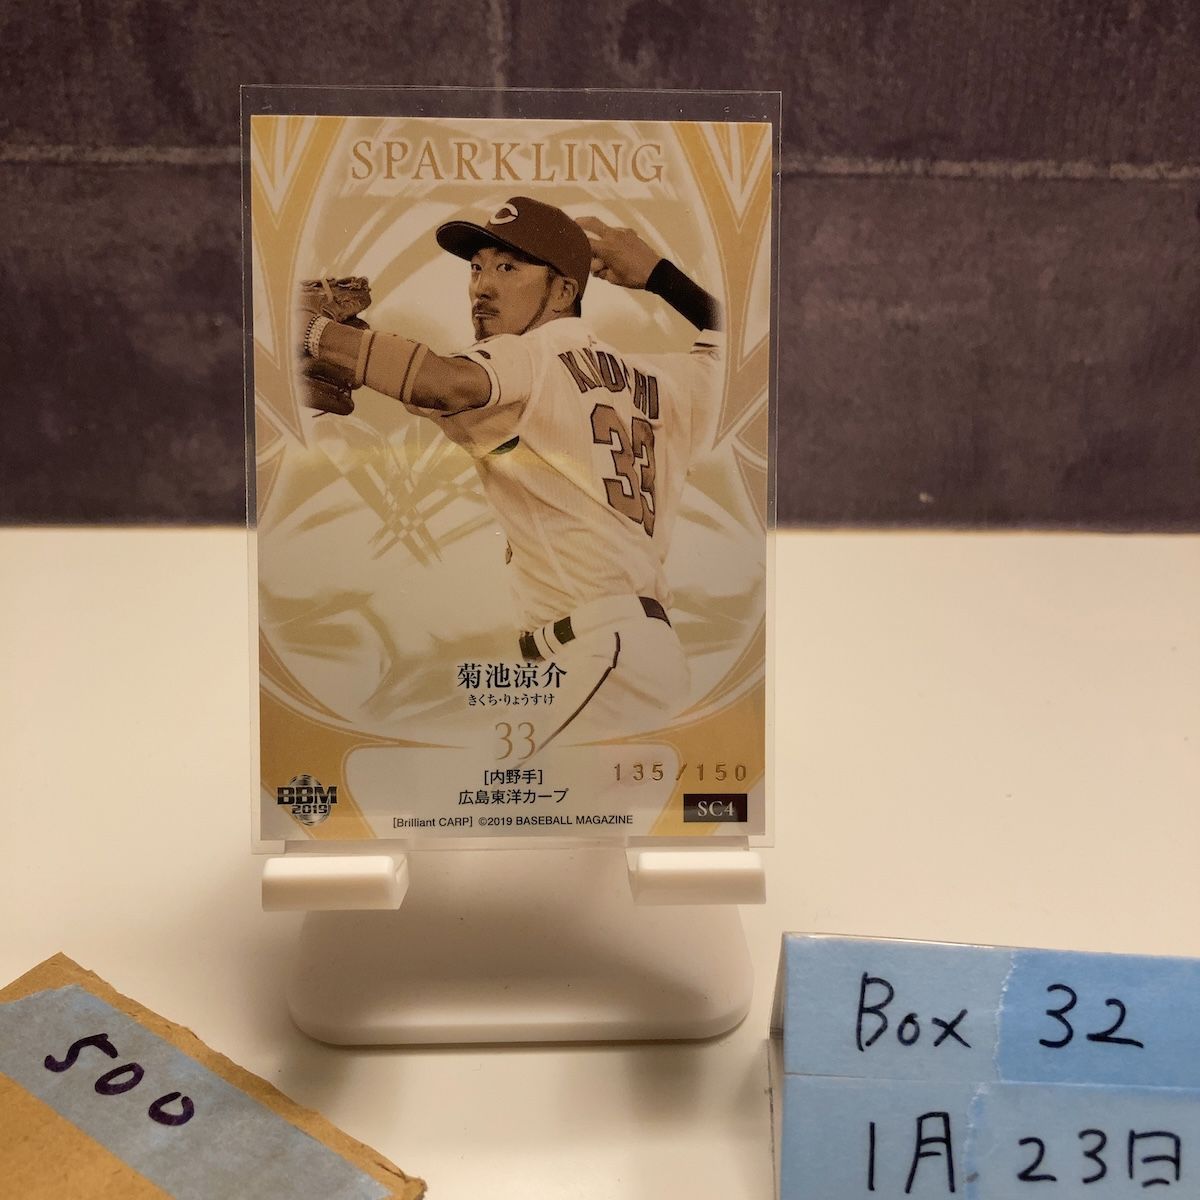 SPARKLING
C
33
菊池涼介
きくち・りょうすけ
33
[内野手]
広島東洋カープ
135/150
BBM
2019
SC4
[Brilliant CARP] ©2019 BASEBALL MAGAZINE
500
Box 32
1月 23日